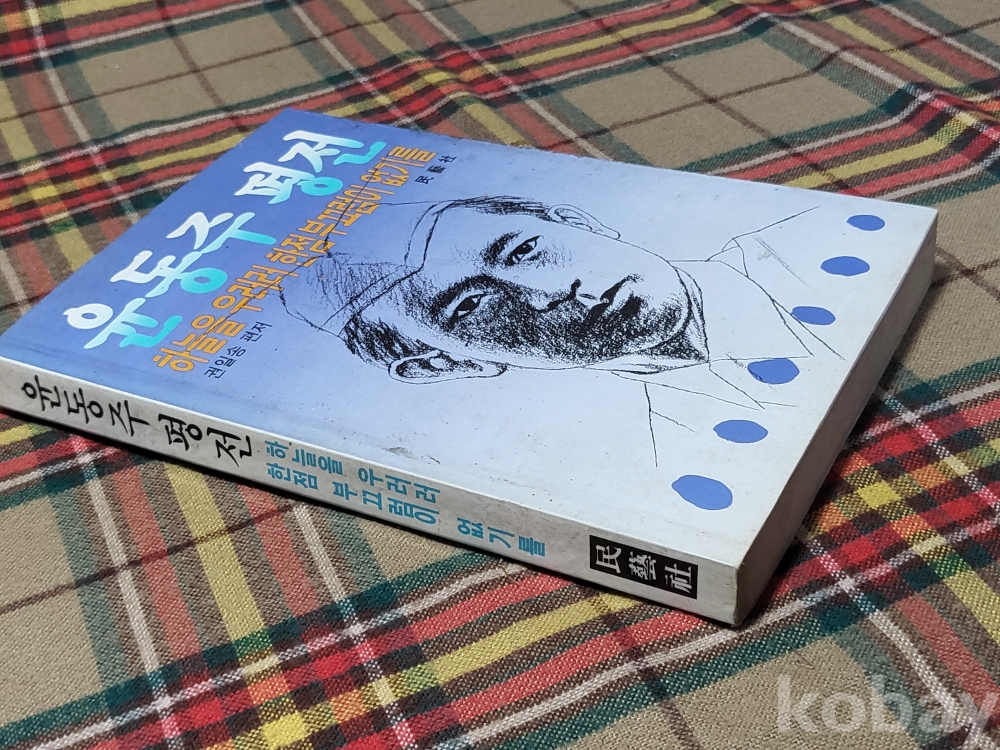 윤동주 평전
하늘을 우러러 한점 부끄럼이 없기를
권일송 편저
民藝社
윤동주 평전
하늘을 우러러
한점 부끄럼이 없기를
民藝社
kobay